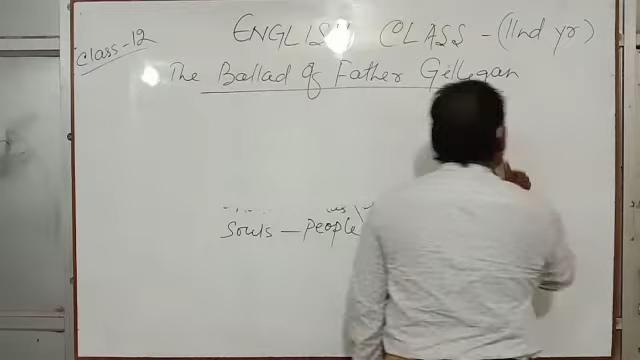 ENGLISH CLASS - (IInd yr)
Class-12
The Ballad of Father Gilligan
Souls - People